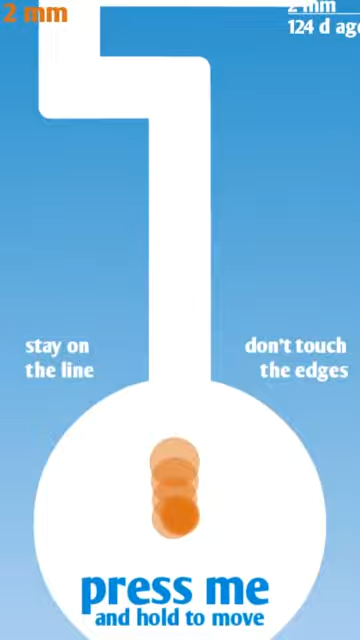 2 mm
2 mm
124 d ago
stay on
the line
don't touch
the edges
press me
and hold to move